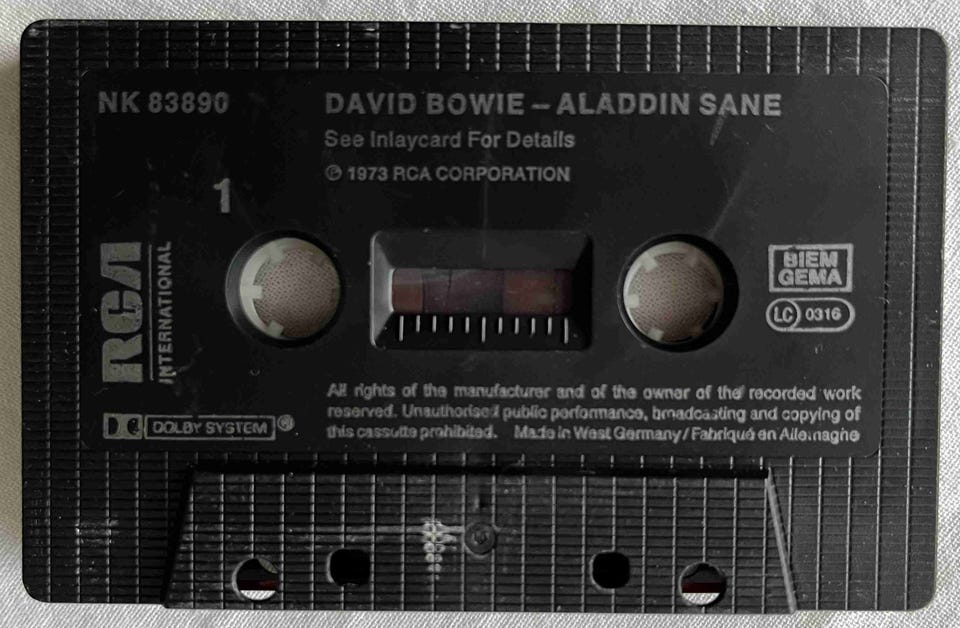 NK 83890
DAVID BOWIE – ALADDIN SANE
See Inlaycard For Details
℗ 1973 RCA CORPORATION
1
RCA
INTERNATIONAL
BIEM
GEMA
LC 0316
DOLBY SYSTEM ®
All rights of the manufacturer and of the owner of the recorded work
reserved. Unauthorised public performance, broadcasting and copying of
this cassette prohibited. Made in West Germany / Fabriqué en Allemagne